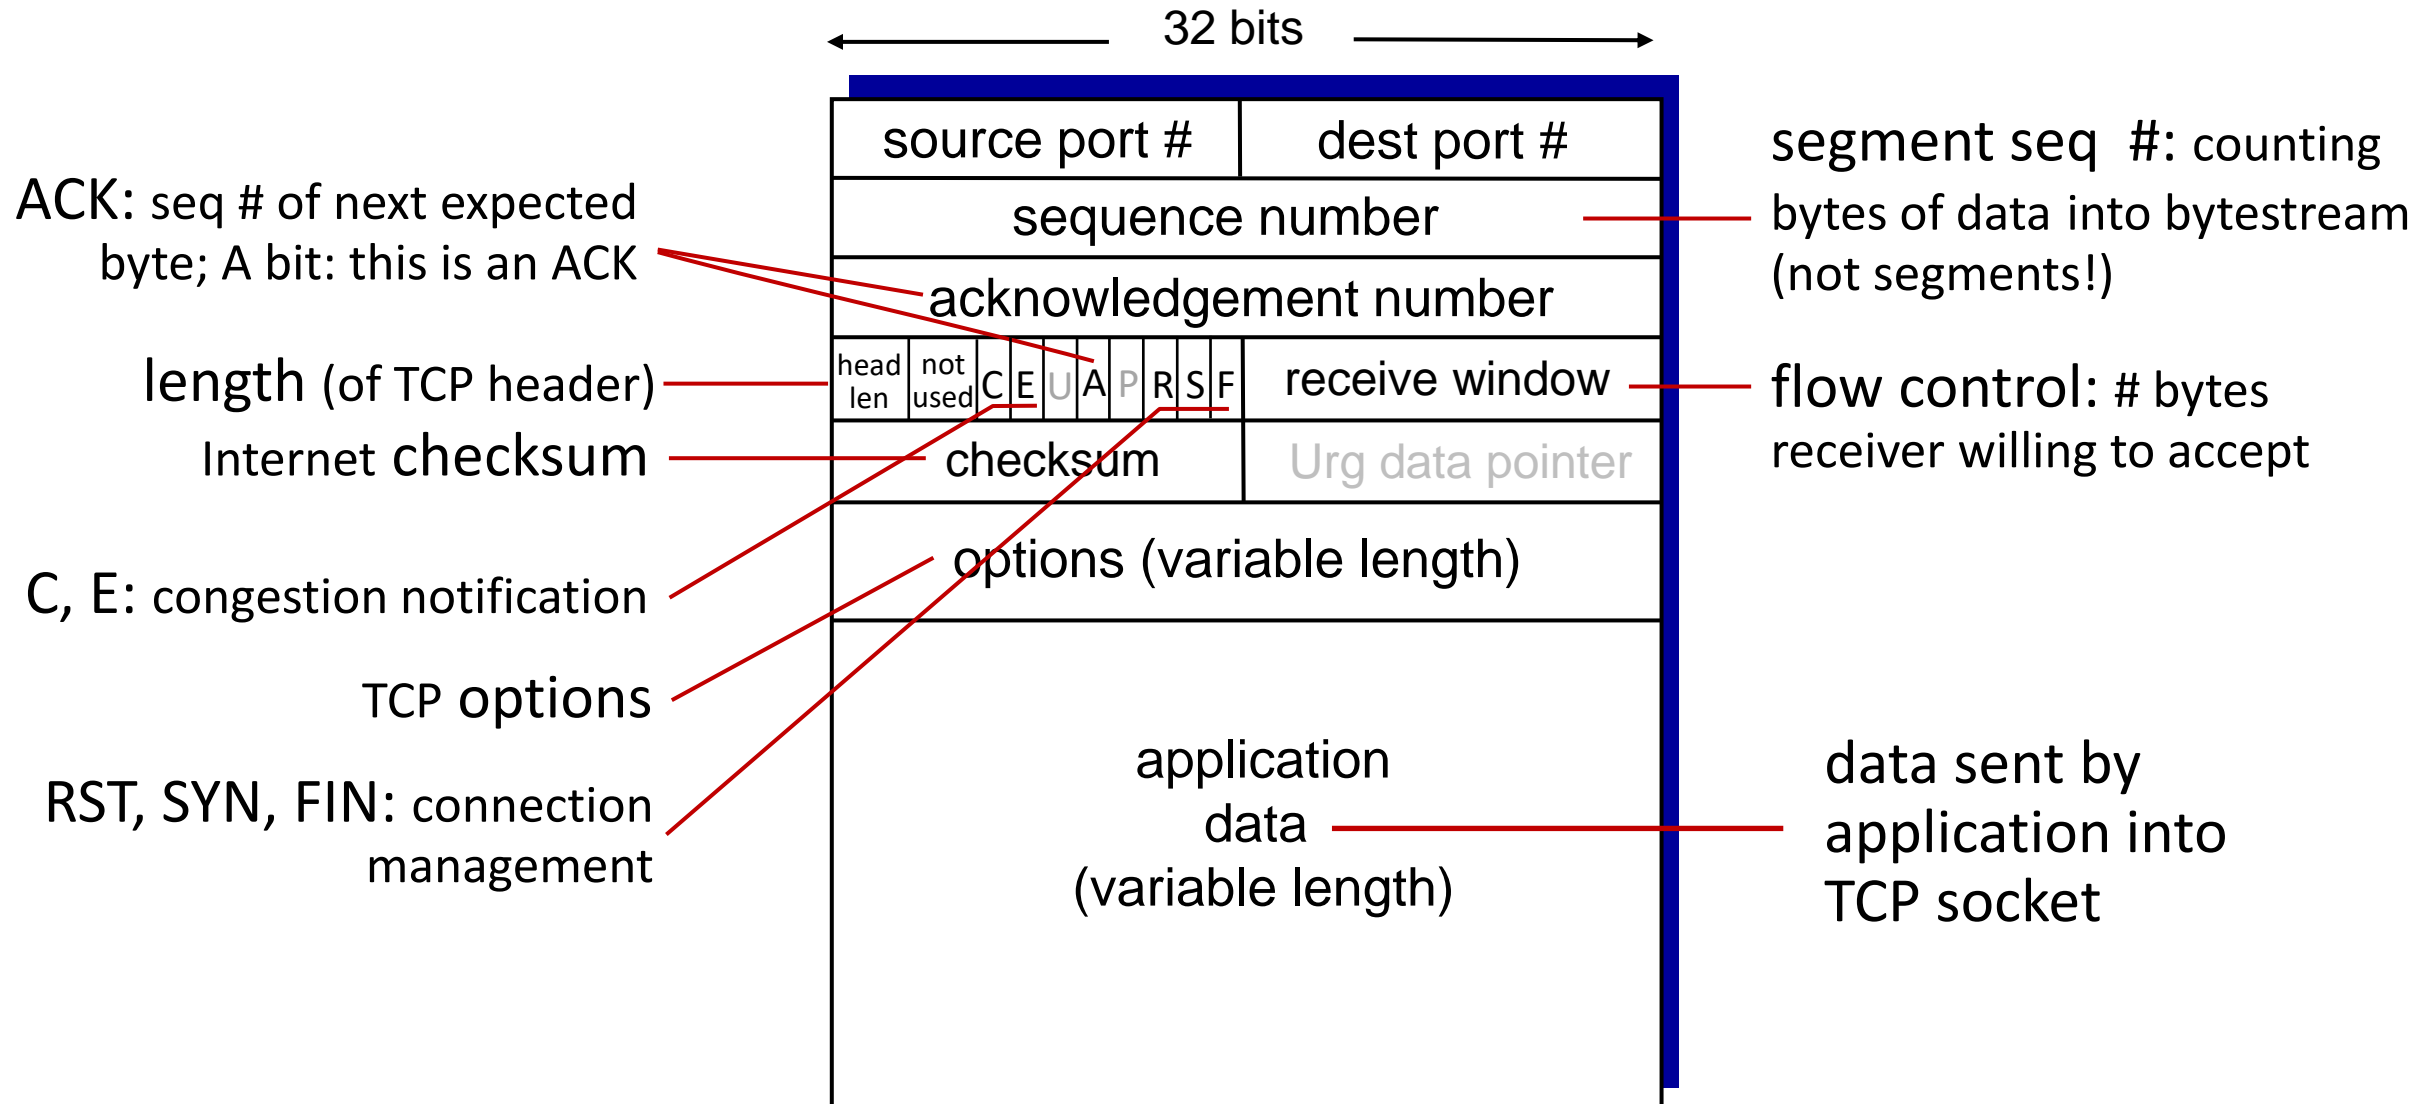 32 bits
source port #
dest port #
sequence number
acknowledgement number
head
len
not
used
C
E
U
A
P
R
S
F
receive window
checksum
Urg data pointer
options (variable length)
application
data
(variable length)
ACK: seq # of next expected
byte; A bit: this is an ACK
length (of TCP header)
Internet checksum
C, E: congestion notification
TCP options
RST, SYN, FIN: connection
management
segment seq #: counting
bytes of data into bytestream
(not segments!)
flow control: # bytes
receiver willing to accept
data sent by
application into
TCP socket